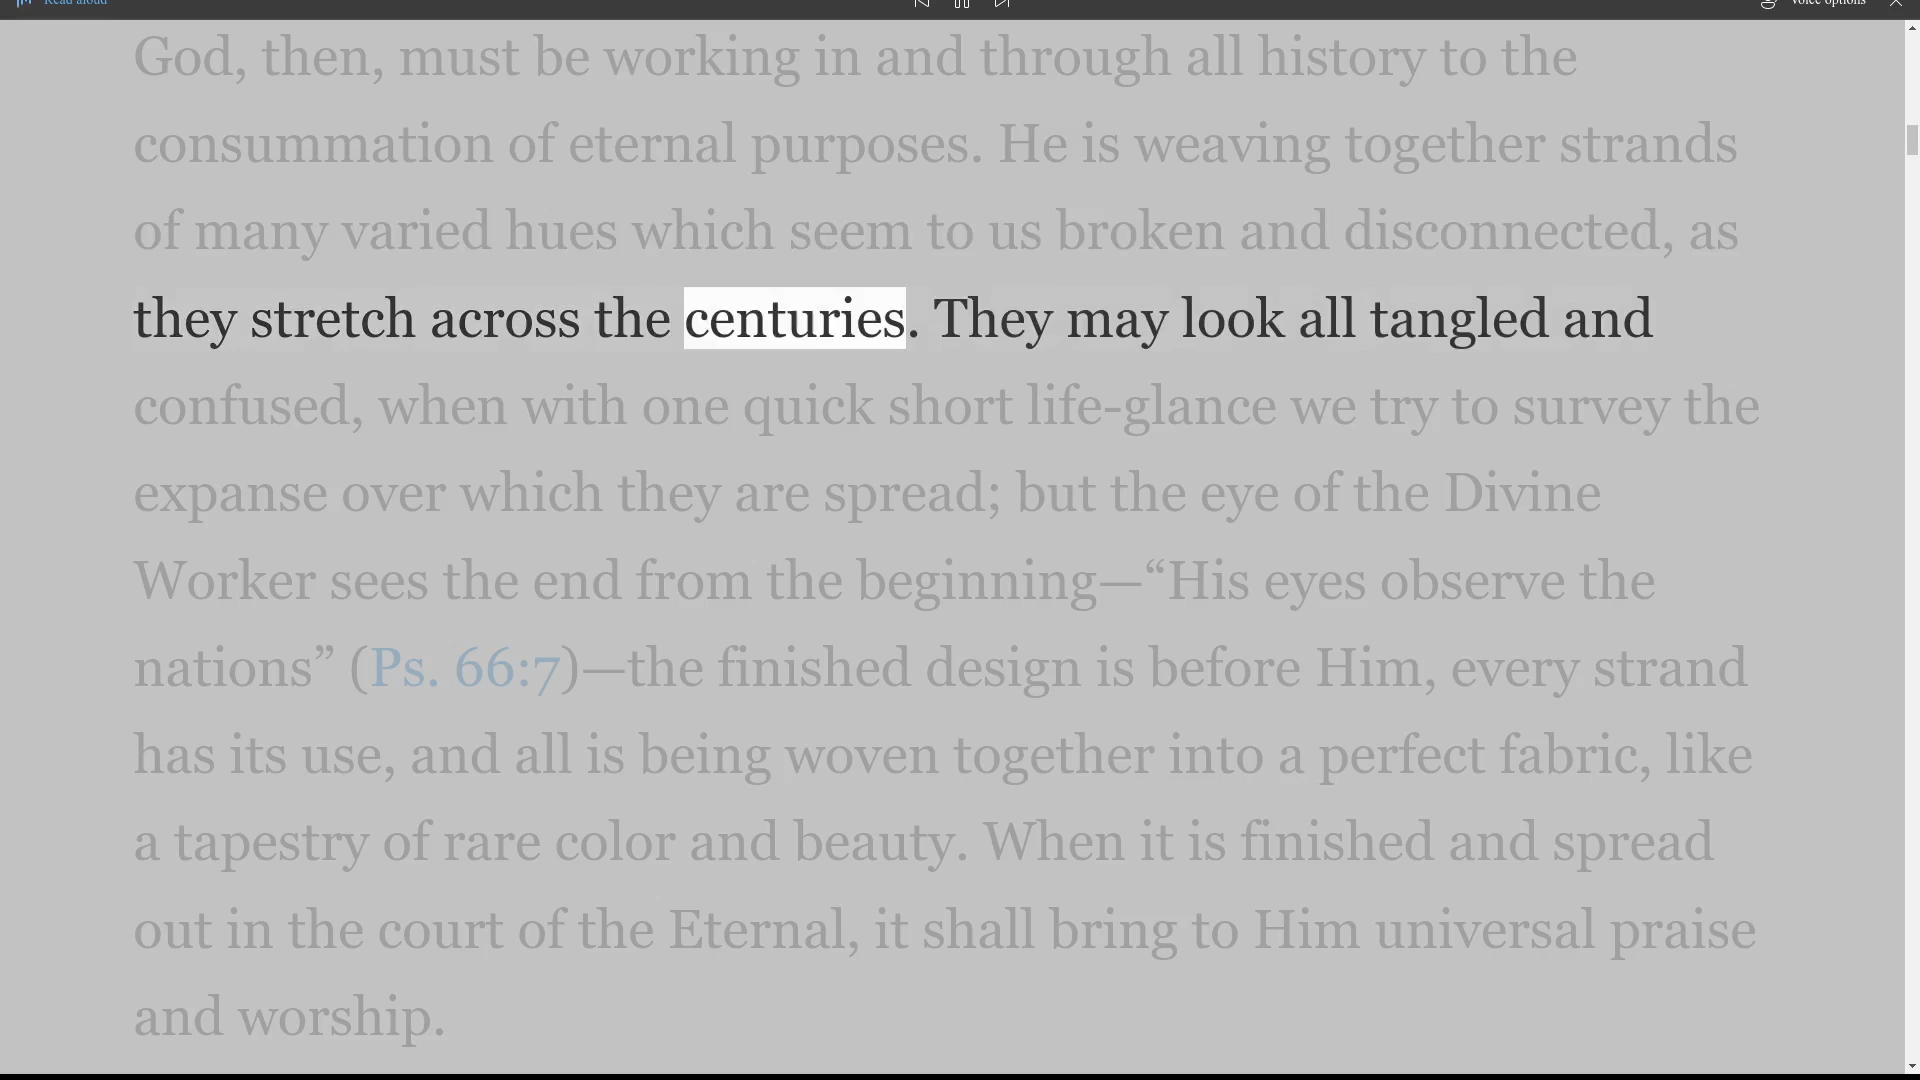 Read aloud
Voice options
God, then, must be working in and through all history to the
consummation of eternal purposes. He is weaving together strands
of many varied hues which seem to us broken and disconnected, as
they stretch across the centuries. They may look all tangled and
confused, when with one quick short life-glance we try to survey the
expanse over which they are spread; but the eye of the Divine
Worker sees the end from the beginning—“His eyes observe the
nations” (Ps. 66:7)—the finished design is before Him, every strand
has its use, and all is being woven together into a perfect fabric, like
a tapestry of rare color and beauty. When it is finished and spread
out in the court of the Eternal, it shall bring to Him universal praise
and worship.